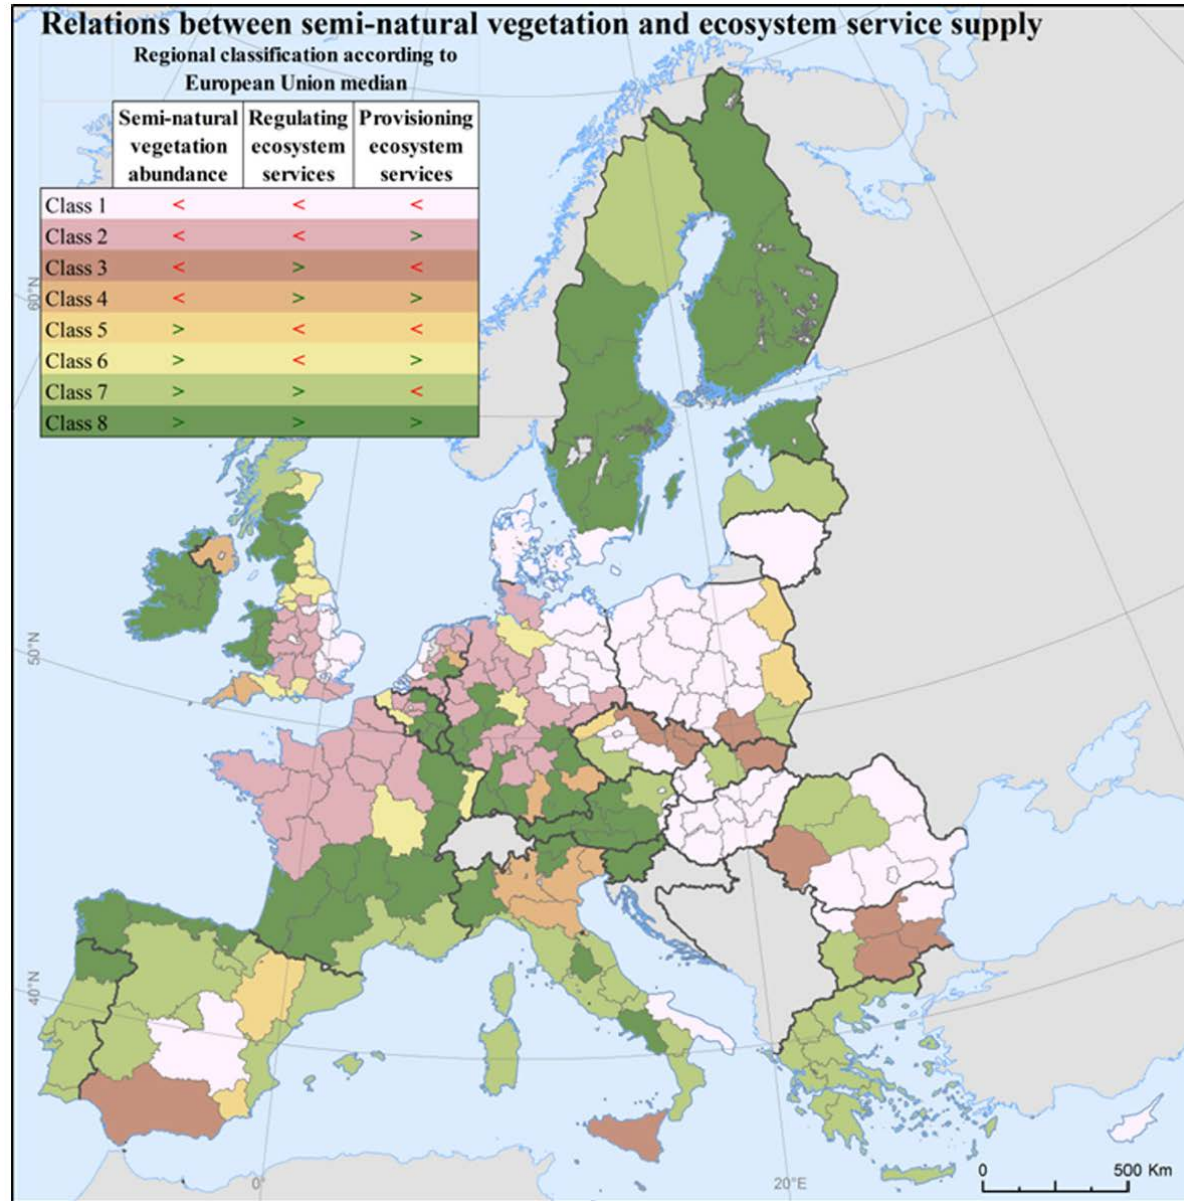 Relations between semi-natural vegetation and ecosystem service supply
Regional classification according to
European Union median
Semi-natural vegetation abundance Regulating ecosystem services Provisioning ecosystem services
Class 1 < < <
Class 2 < < >
Class 3 < > <
Class 4 < > >
Class 5 > < <
Class 6 > < >
Class 7 > > <
Class 8 > > >
60°N
50°N
40°N
0°
20°E
0 500 Km